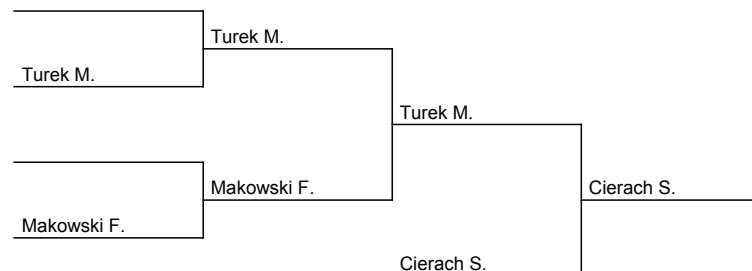 Turek M.
Turek M.
Turek M.
Makowski F.
Cierach S.
Makowski F.
Cierach S.